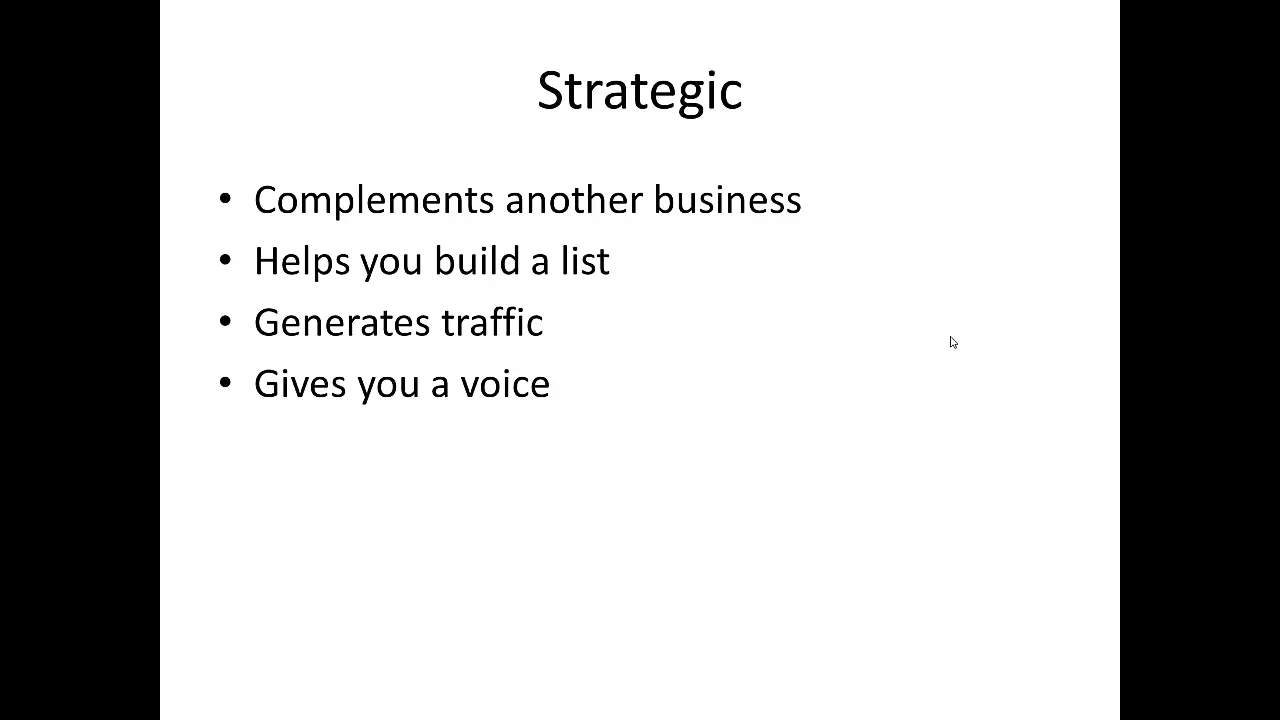 Strategic
• Complements another business
• Helps you build a list
• Generates traffic
• Gives you a voice